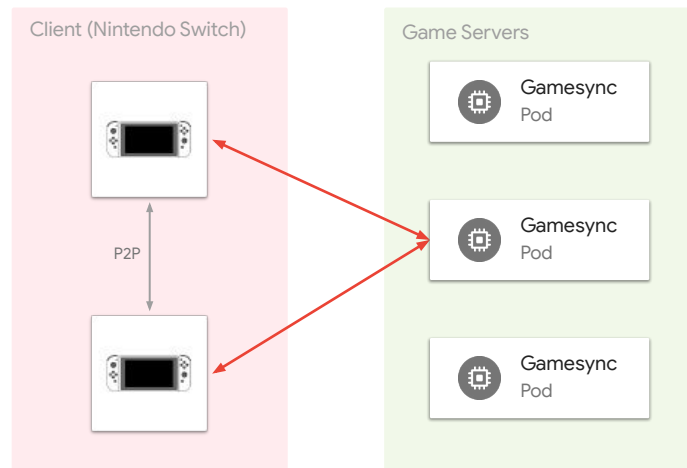 Client (Nintendo Switch)
P2P
Game Servers
Gamesync
Pod
Gamesync
Pod
Gamesync
Pod